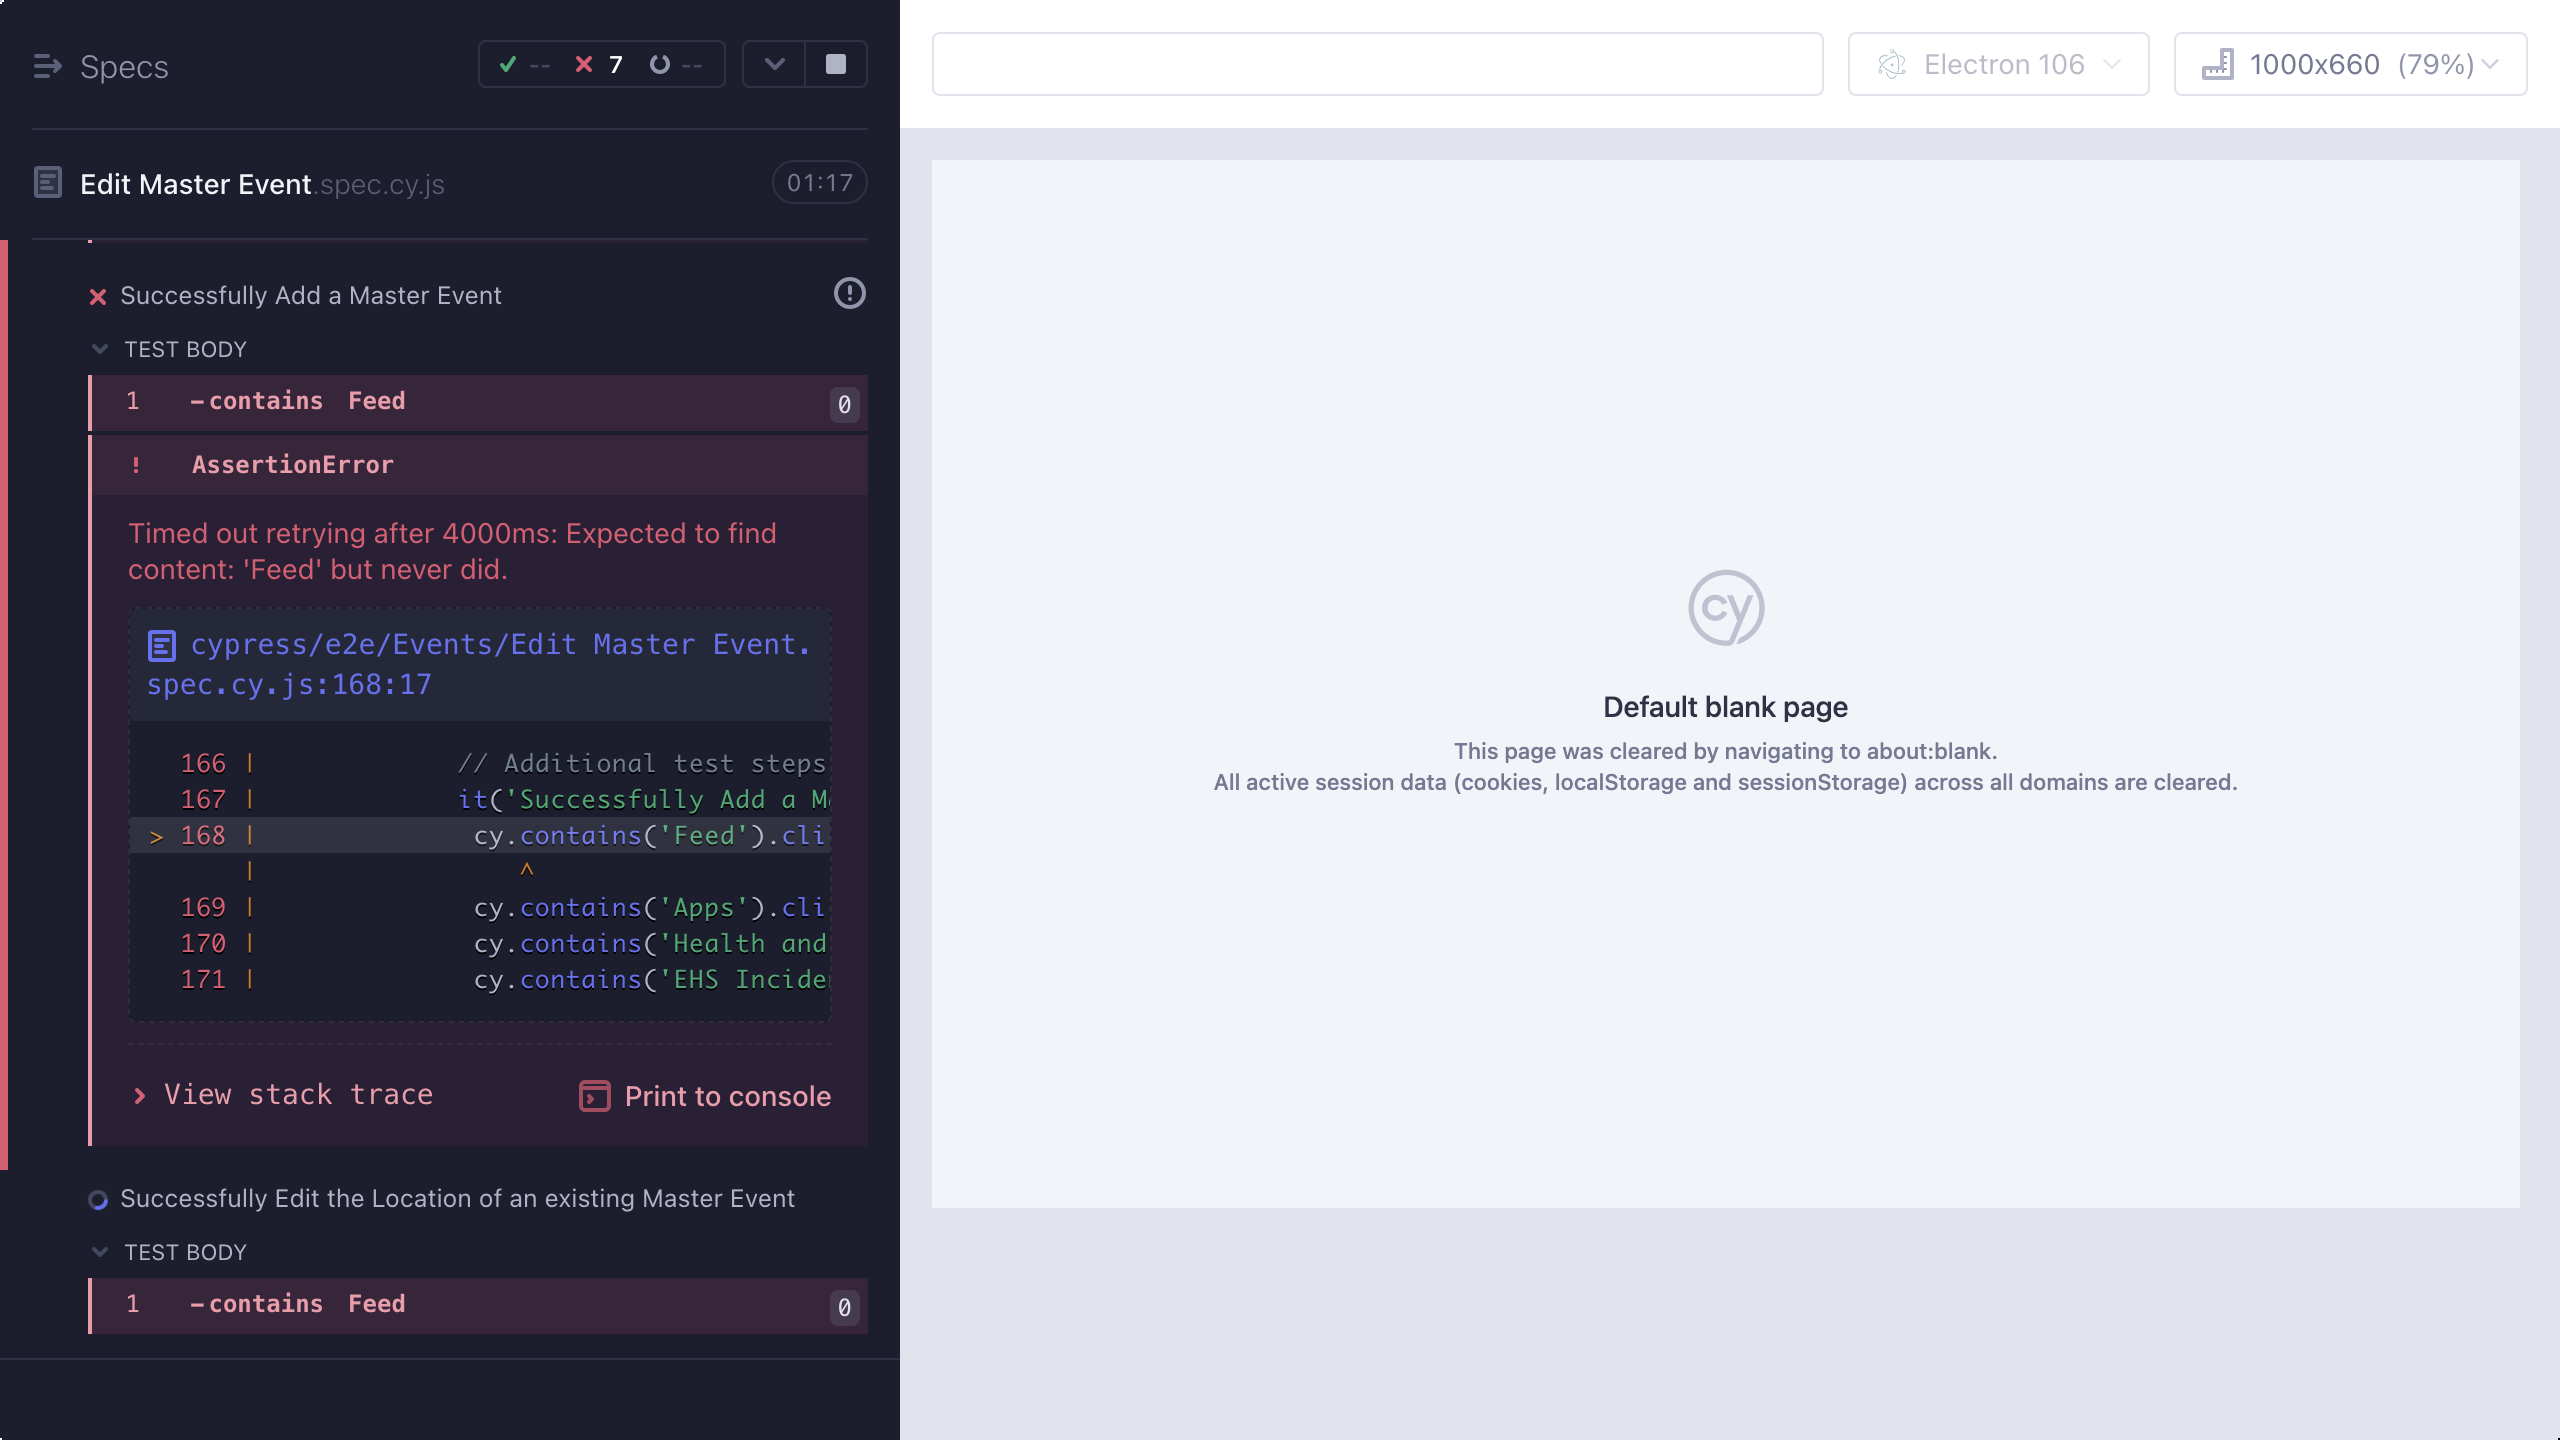 Specs
-- 7 --
Edit Master Event.spec.cy.js
01:17
Successfully Add a Master Event
TEST BODY
1 -contains Feed 0
! AssertionError
Timed out retrying after 4000ms: Expected to find
content: 'Feed' but never did.
cypress/e2e/Events/Edit Master Event.
spec.cy.js:168:17
166 | // Additional test steps
167 | it('Successfully Add a M
> 168 | cy.contains('Feed').cli
| ^
169 | cy.contains('Apps').cli
170 | cy.contains('Health and
171 | cy.contains('EHS Incide
> View stack trace
Print to console
Successfully Edit the Location of an existing Master Event
TEST BODY
1 -contains Feed 0
Electron 106
1000x660 (79%)
cy
Default blank page
This page was cleared by navigating to about:blank.
All active session data (cookies, localStorage and sessionStorage) across all domains are cleared.